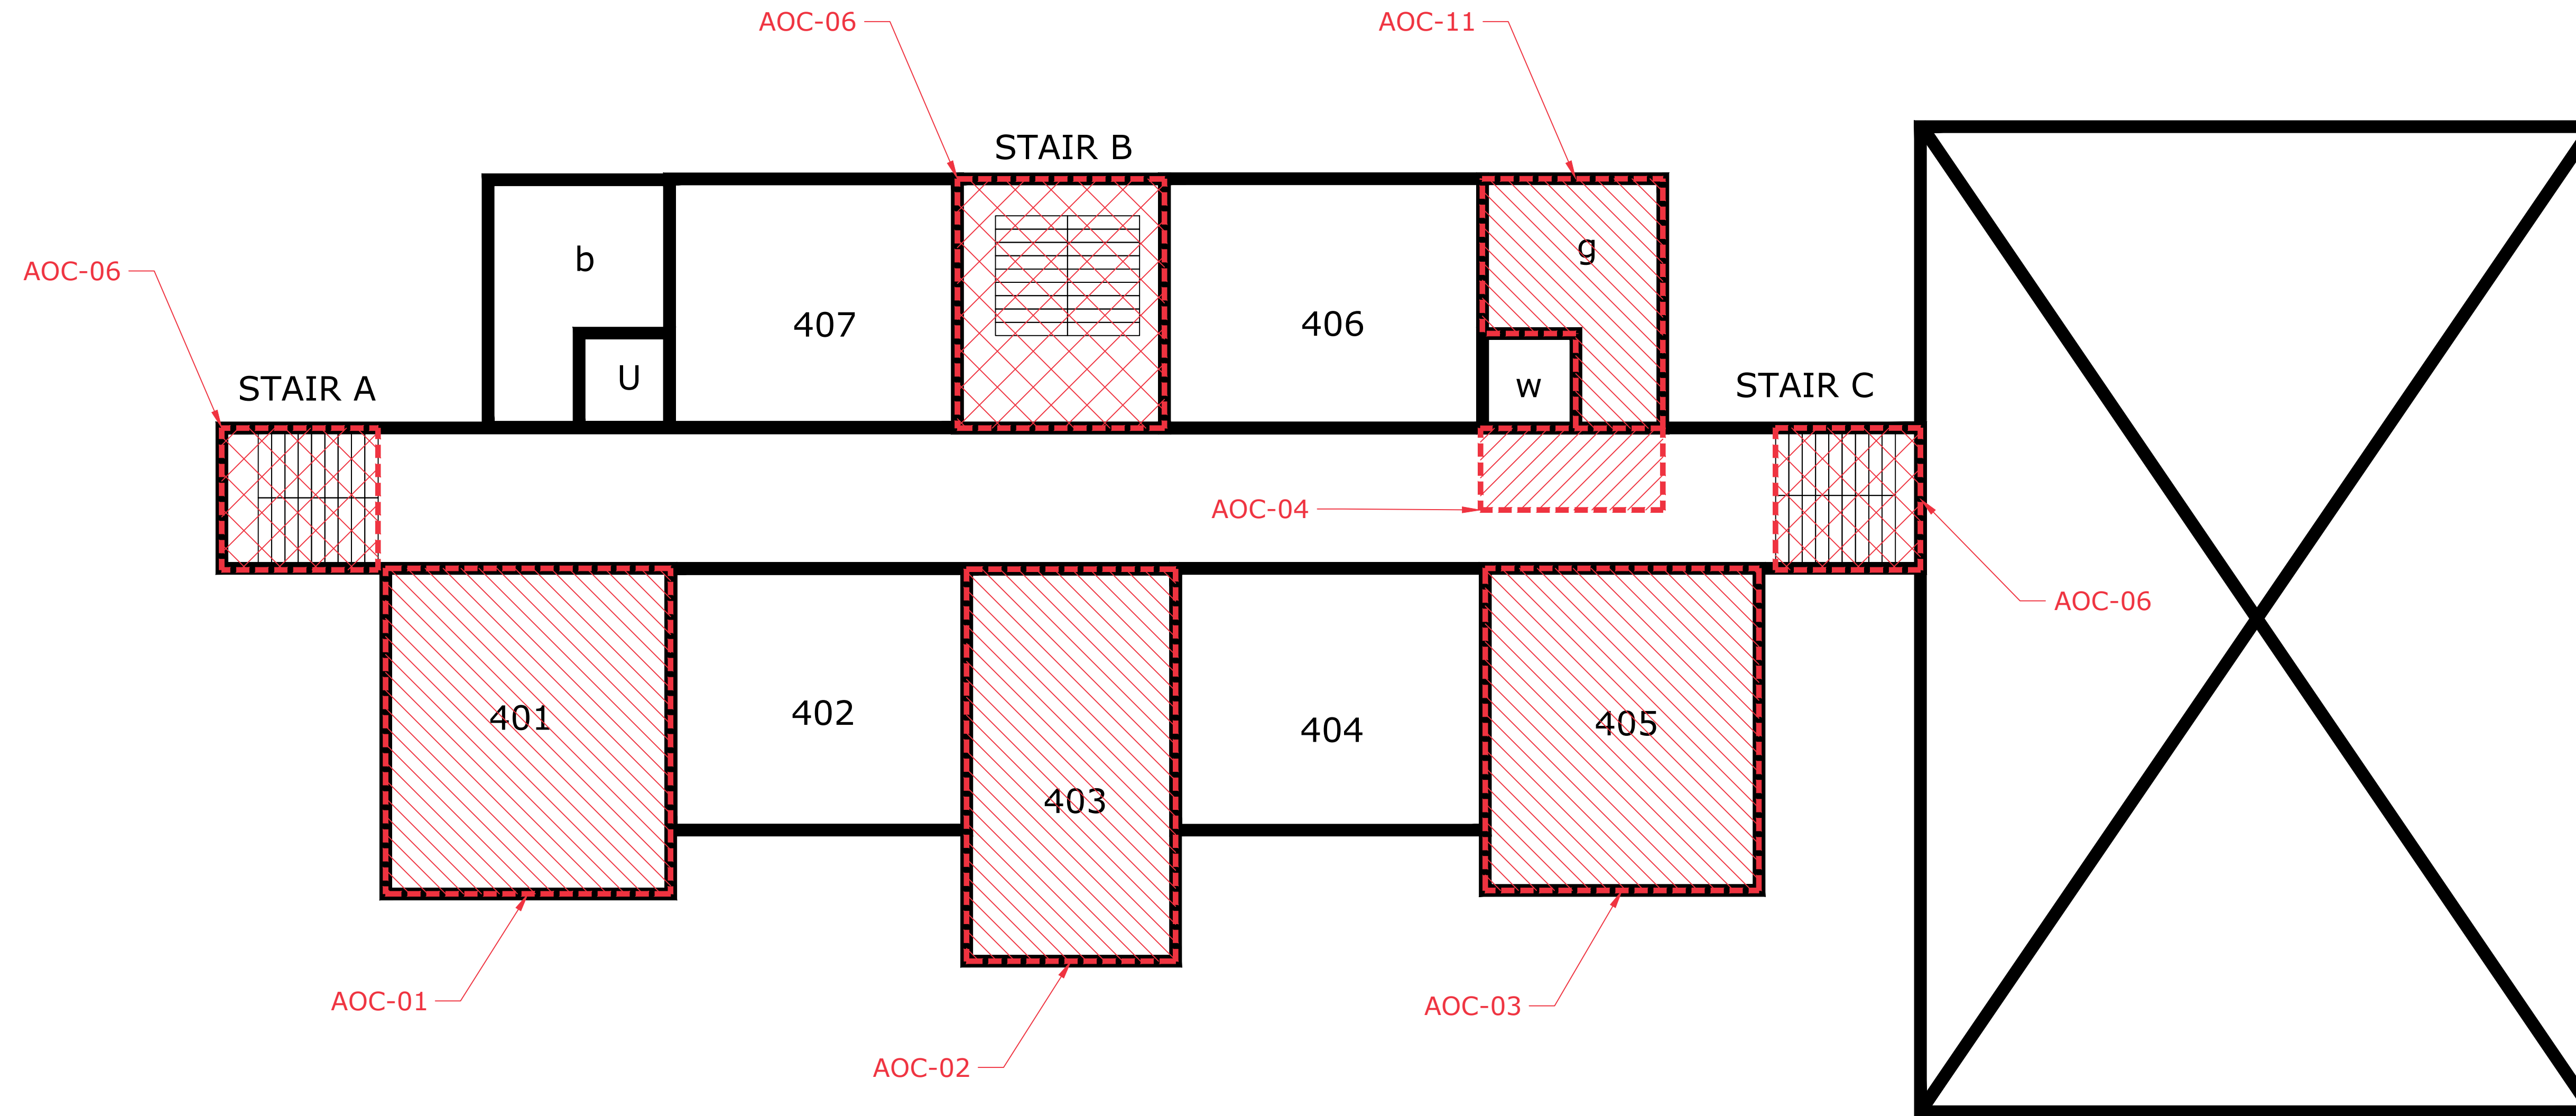 AOC-06
AOC-11
STAIR B
b
g
AOC-06
407
406
STAIR A
U
w
STAIR C
AOC-04
AOC-06
401
402
403
404
405
AOC-01
AOC-03
AOC-02